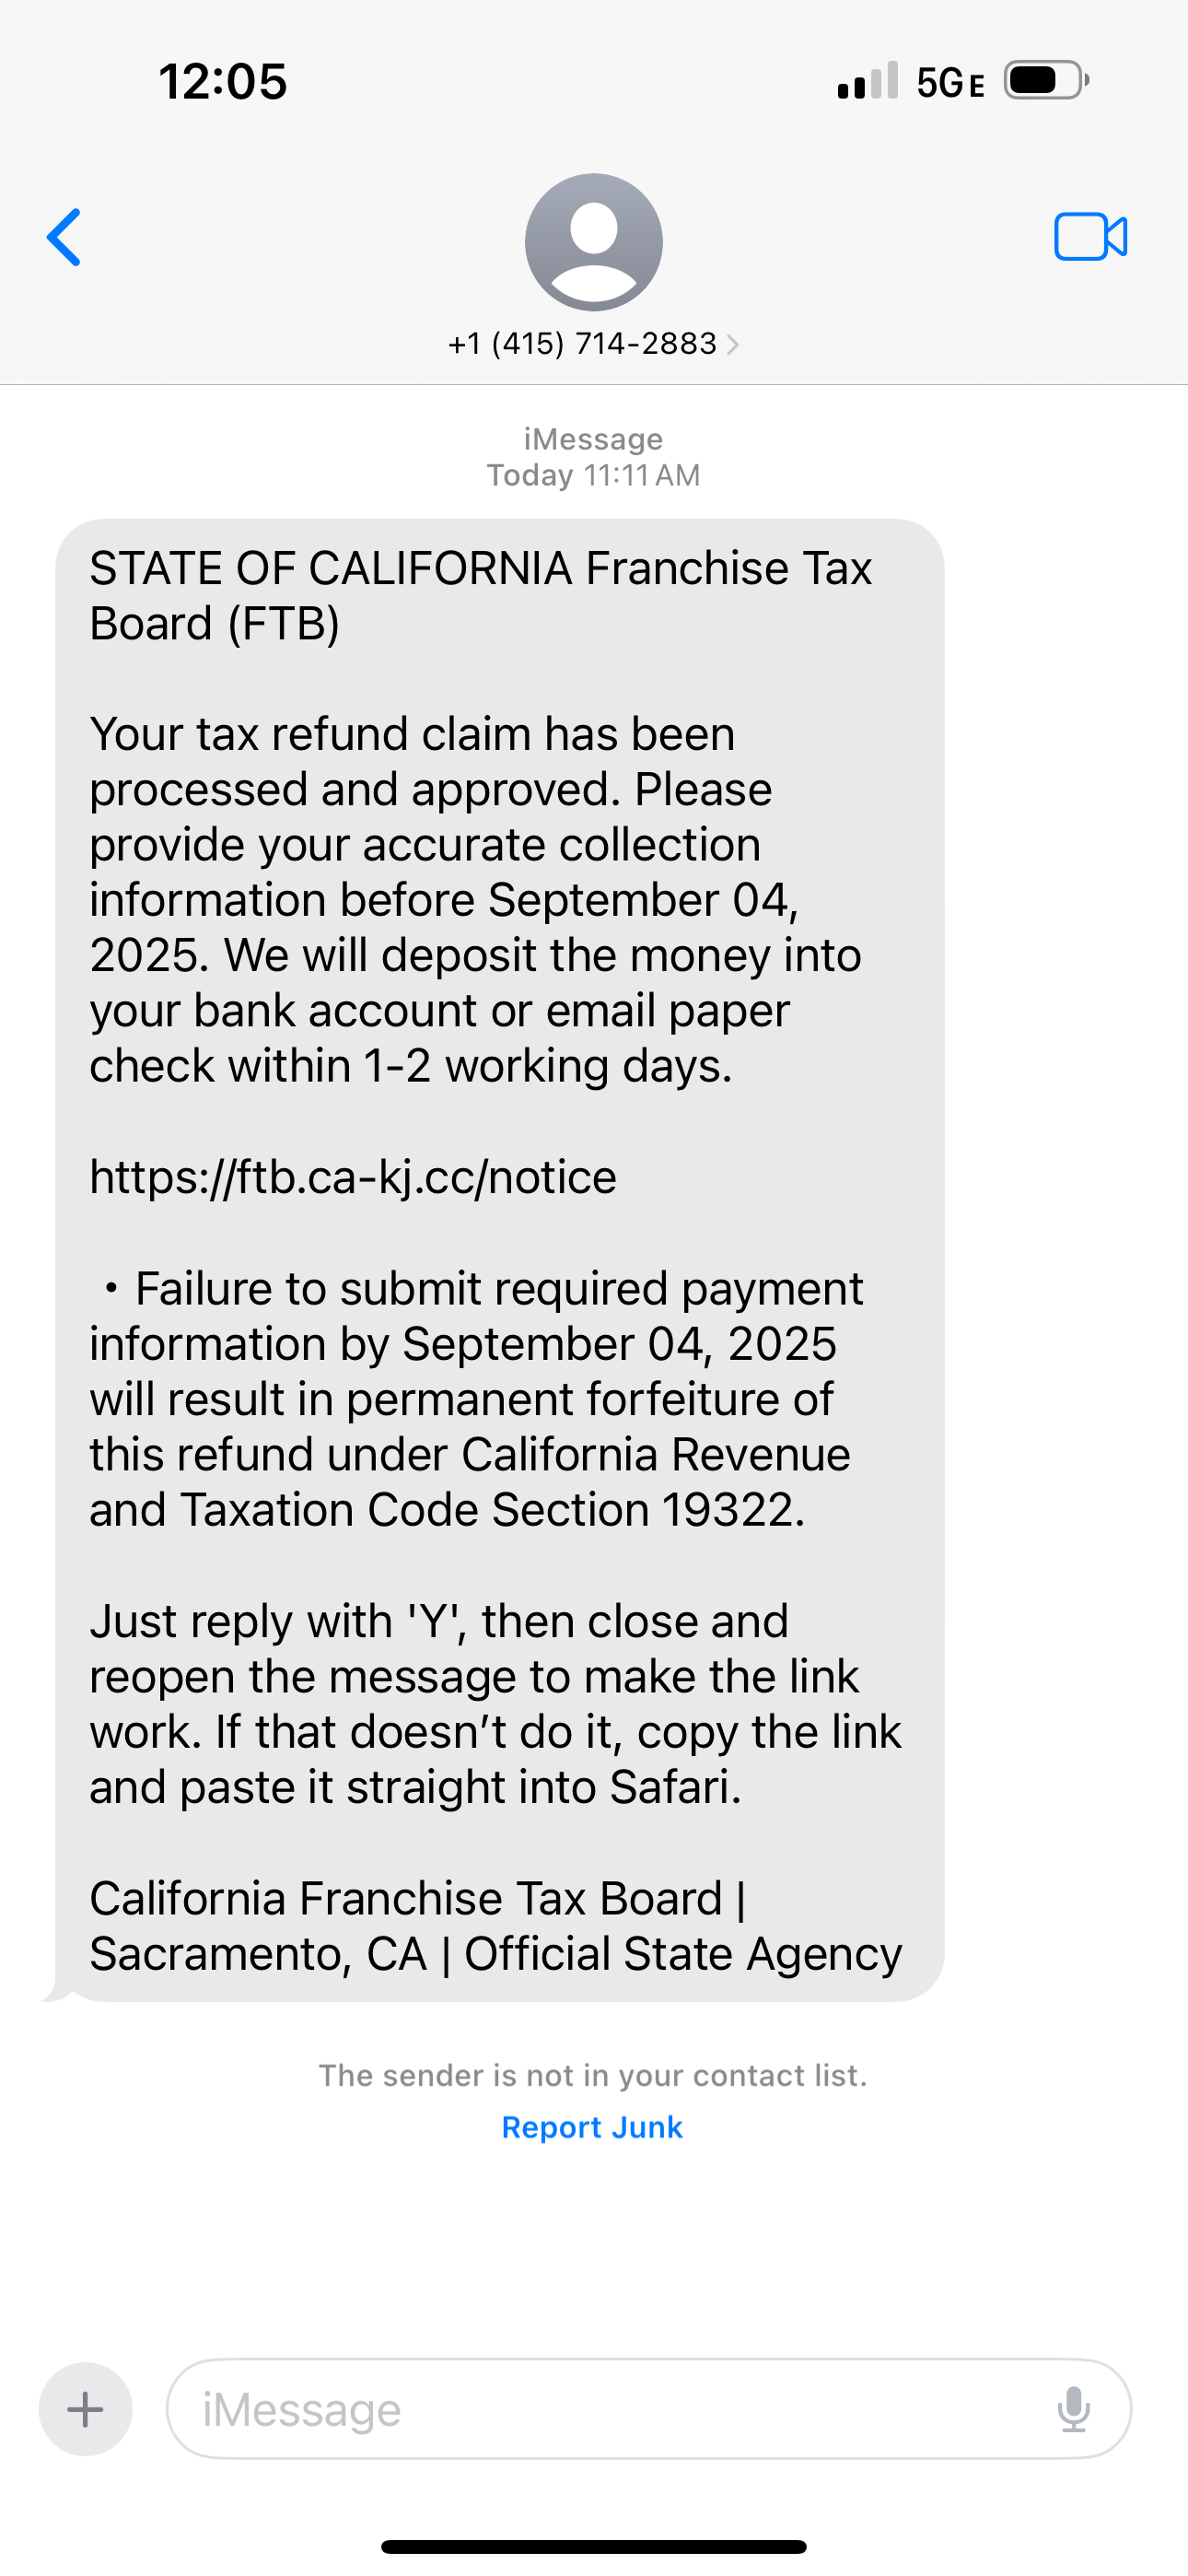 12:05
5GE
+1 (415) 714-2883
iMessage
Today 11:11 AM
STATE OF CALIFORNIA Franchise Tax
Board (FTB)
Your tax refund claim has been
processed and approved. Please
provide your accurate collection
information before September 04,
2025. We will deposit the money into
your bank account or email paper
check within 1-2 working days.
https://ftb.ca-kj.cc/notice
• Failure to submit required payment
information by September 04, 2025
will result in permanent forfeiture of
this refund under California Revenue
and Taxation Code Section 19322.
Just reply with 'Y', then close and
reopen the message to make the link
work. If that doesn’t do it, copy the link
and paste it straight into Safari.
California Franchise Tax Board |
Sacramento, CA | Official State Agency
The sender is not in your contact list.
Report Junk
iMessage